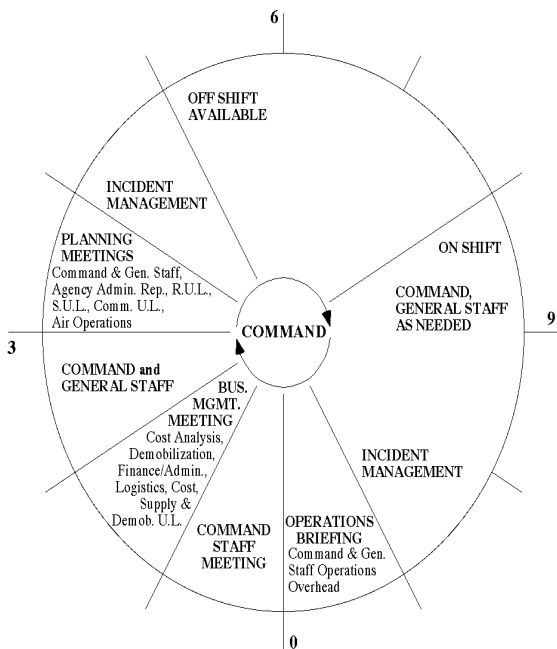 6
OFF SHIFT
AVAILABLE
INCIDENT
MANAGEMENT
PLANNING
MEETINGS
Command & Gen. Staff,
Agency Admin. Rep., R.U.L.,
S.U.L., Comm. U.L.,
Air Operations
3
COMMAND and
GENERAL STAFF
BUS.
MGMT.
MEETING
Cost Analysis,
Demobilization,
Finance/Admin.,
Logistics, Cost,
Supply &
Demob. U.L.
COMMAND
STAFF
MEETING
OPERATIONS
BRIEFING
Command & Gen.
Staff Operations
Overhead
0
INCIDENT
MANAGEMENT
ON SHIFT
COMMAND,
GENERAL STAFF
AS NEEDED
9
COMMAND